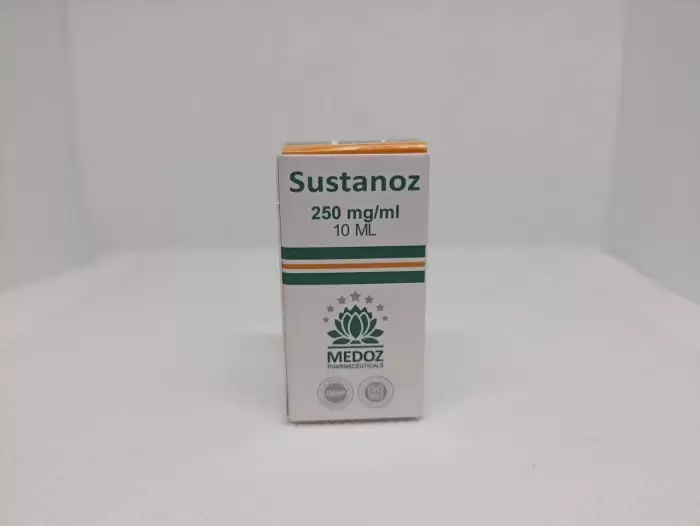 Sustanoz
250 mg/ml
10 ML
MEDOZ
PHARMACEUTICALS